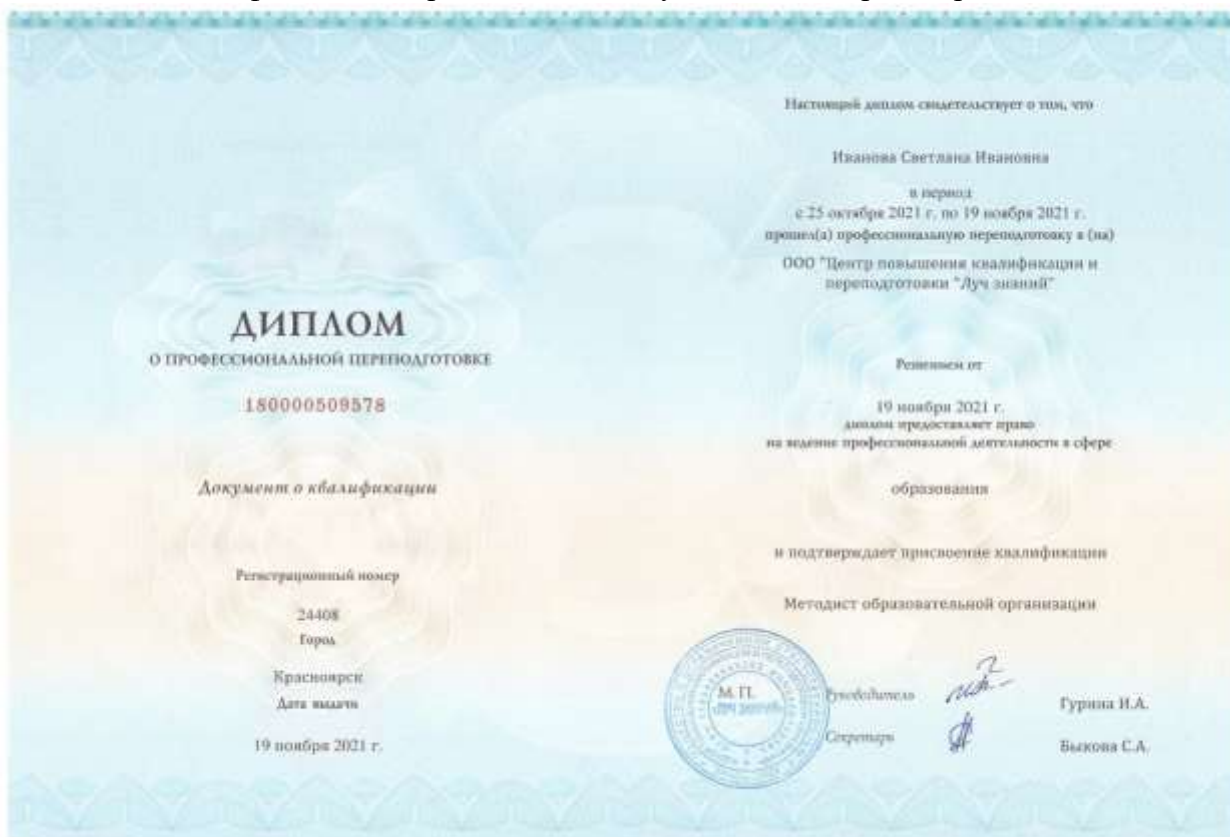 ДИПЛОМ
О ПРОФЕССИОНАЛЬНОЙ ПЕРЕПОДГОТОВКЕ
180000509578
Документ о квалификации
Регистрационный номер
24408
Город
Красноярск
Дата выдачи
19 ноября 2021 г.
Настоящий диплом свидетельствует о том, что
Иванова Светлана Ивановна
в период
с 25 октября 2021 г. по 19 ноября 2021 г.
прошел(а) профессиональную переподготовку в (на)
ООО "Центр повышения квалификации и
переподготовки "Луч знаний"
Решением от
19 ноября 2021 г.
диплом предоставляет право
на ведение профессиональной деятельности в сфере
образования
и подтверждает присвоение квалификации
Методист образовательной организации
М.П.
«ЛУЧ ЗНАНИЙ»
Руководитель
Гурина И.А.
Секретарь
Быкова С.А.